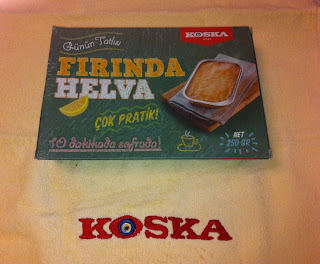 Günün Tatlısı
KOSKA
FIRINDA
HELVA
ÇOK PRATİK!
10 dakikada sofrada!
NET
250 GR
KOSKA